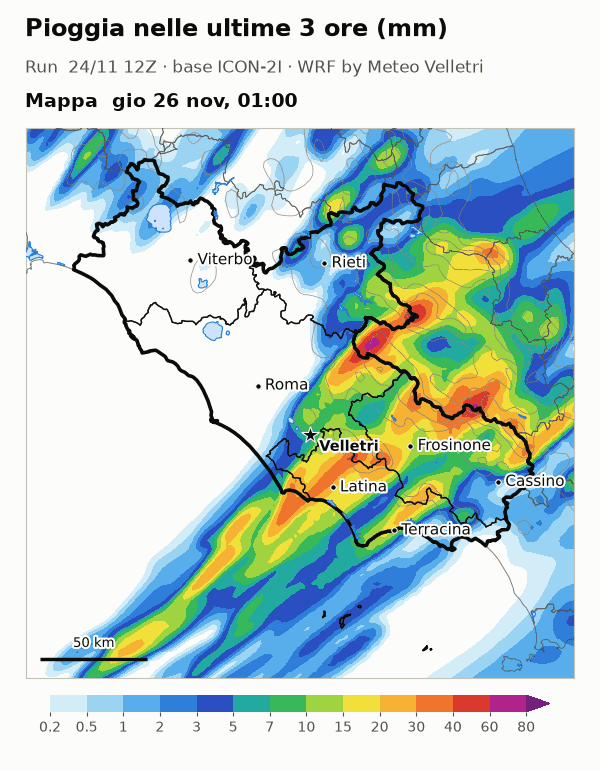 Pioggia nelle ultime 3 ore (mm)
Run  24/11 12Z · base ICON-2I · WRF by Meteo Velletri
Mappa  gio 26 nov, 01:00
Viterbo
Rieti
Roma
Velletri
Frosinone
Latina
Cassino
Terracina
50 km
0.2 0.5 1 2 3 5 7 10 15 20 30 40 60 80